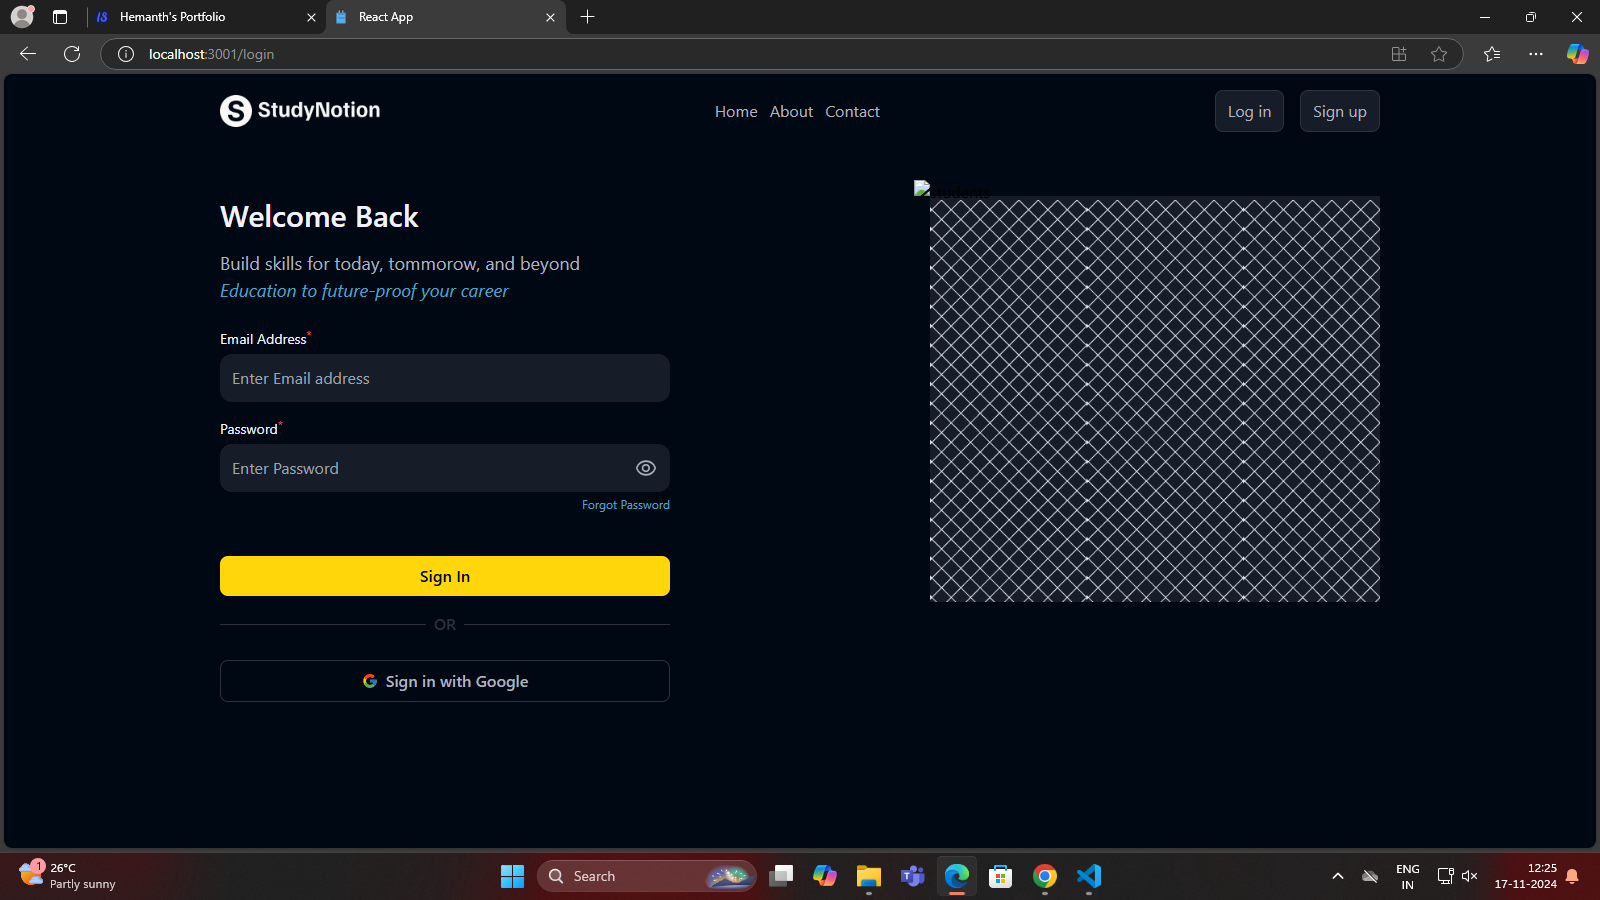 Hemanth's Portfolio
React App
localhost:3001/login
StudyNotion
Home About Contact
Log in
Sign up
Welcome Back
Build skills for today, tommorow, and beyond
Education to future-proof your career
Email Address*
Enter Email address
Password*
Enter Password
Forgot Password
Sign In
OR
Sign in with Google
students
1
26°C
Partly sunny
Search
ENG
IN
12:25
17-11-2024